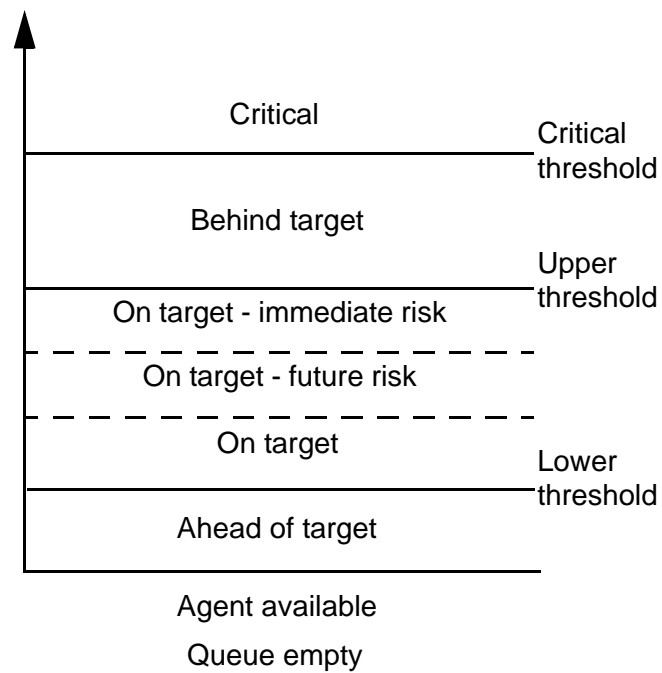 Critical
Critical
threshold
Behind target
Upper
threshold
On target - immediate risk
On target - future risk
On target
Lower
threshold
Ahead of target
Agent available
Queue empty